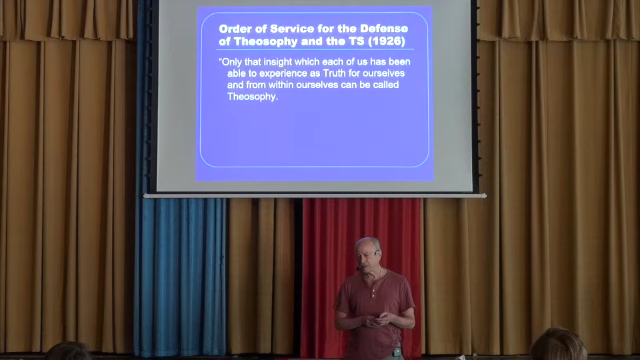 Order of Service for the Defense
of Theosophy and the TS (1926)
"Only that insight which each of us has been
able to experience as Truth for ourselves
and from within ourselves can be called
Theosophy.